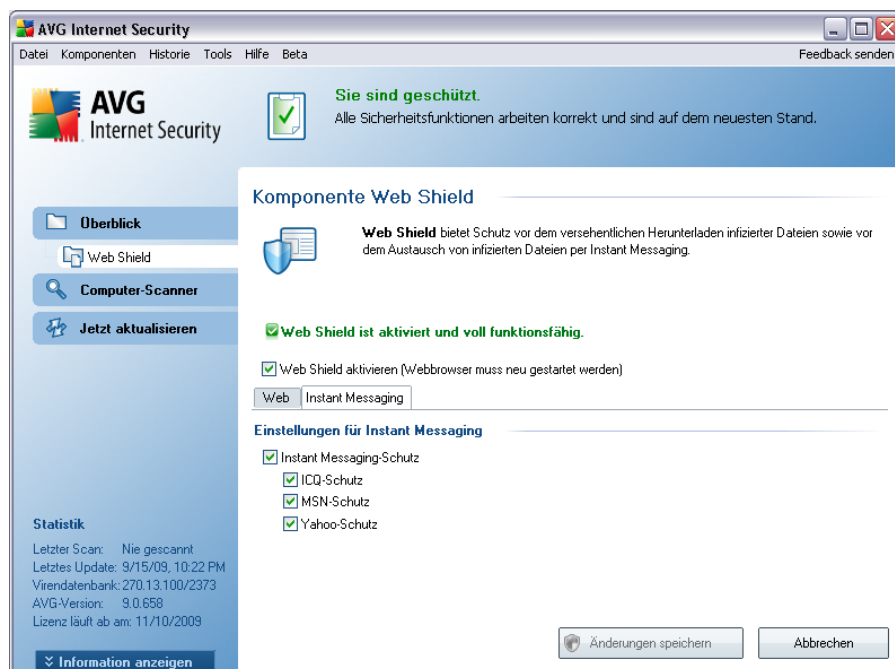 AVG Internet Security
Datei Komponenten Historie Tools Hilfe Beta Feedback senden
AVG
Internet Security
Sie sind geschützt.
Alle Sicherheitsfunktionen arbeiten korrekt und sind auf dem neuesten Stand.
Überblick
Web Shield
Computer-Scanner
Jetzt aktualisieren
Komponente Web Shield
Web Shield bietet Schutz vor dem versehentlichen Herunterladen infizierter Dateien sowie vor
dem Austausch von infizierten Dateien per Instant Messaging.
Web Shield ist aktiviert und voll funktionsfähig.
Web Shield aktivieren (Webbrowser muss neu gestartet werden)
Web Instant Messaging
Einstellungen für Instant Messaging
Instant Messaging-Schutz
ICQ-Schutz
MSN-Schutz
Yahoo-Schutz
Statistik
Letzter Scan: Nie gescannt
Letztes Update: 9/15/09, 10:22 PM
Virendatenbank: 270.13.100/2373
AVG-Version: 9.0.658
Lizenz läuft ab am: 11/10/2009
Information anzeigen
Änderungen speichern Abbrechen